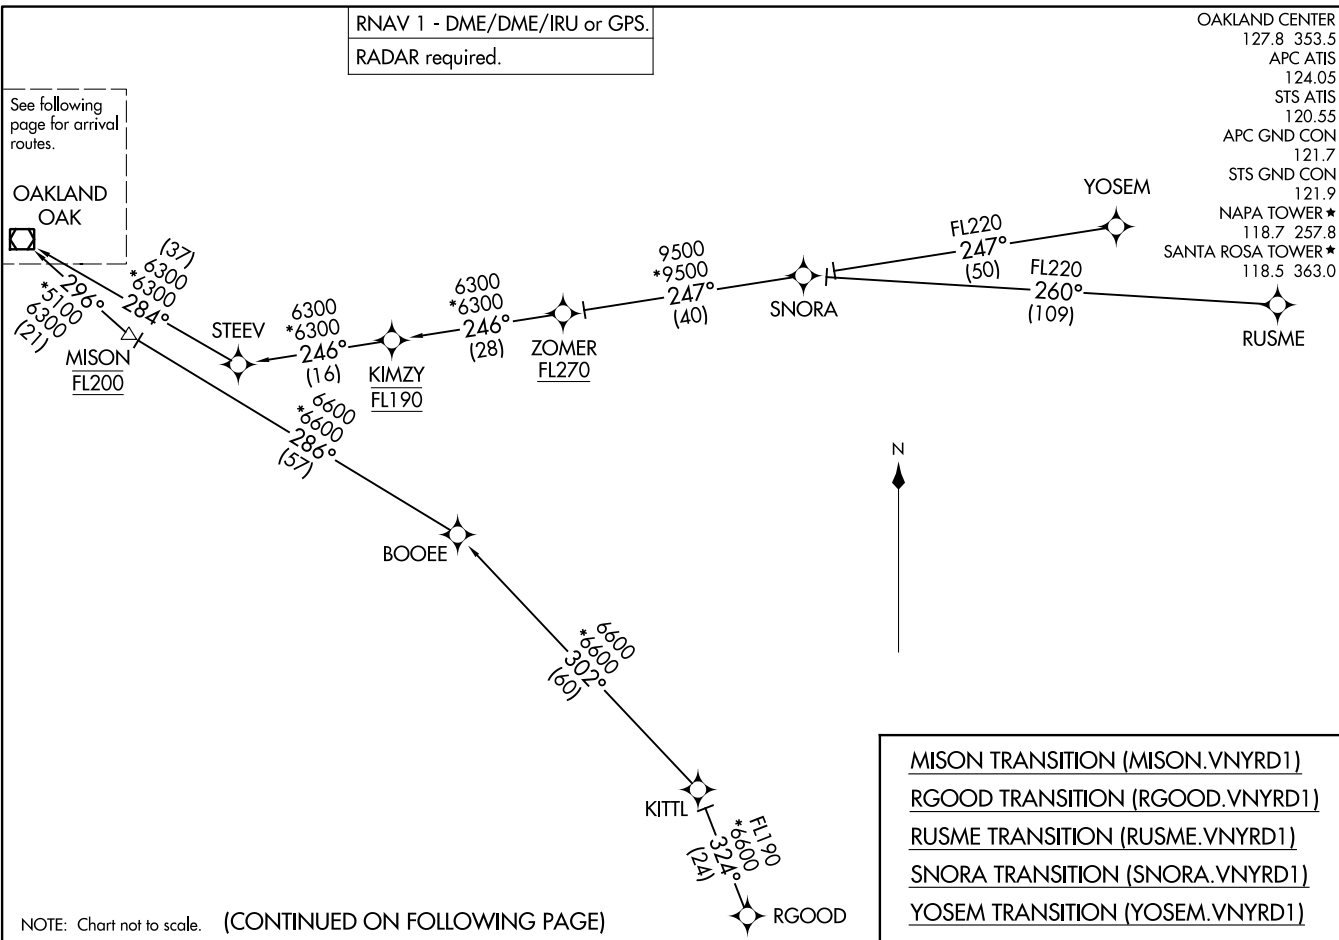 RNAV 1 - DME/DME/IRU or GPS.
RADAR required.
OAKLAND CENTER
127.8 353.5
APC ATIS
124.05
STS ATIS
120.55
APC GND CON
121.7
STS GND CON
121.9
NAPA TOWER★
118.7 257.8
SANTA ROSA TOWER★
118.5 363.0
See following
page for arrival
routes.
OAKLAND
OAK
(37)
6300
*6300
284°
296°
*5100
6300
(21)
MISON
FL200
STEEV
6300
*6300
246°
(16)
KIMZY
FL190
6300
*6300
246°
(28)
ZOMER
FL270
9500
*9500
247°
(40)
SNORA
FL220
247°
(50)
YOSEM
FL220
260°
(109)
RUSME
6600
*6600
286°
(57)
BOOEE
N
6600
*6600
302°
(60)
KITTL
FL190
*6600
324°
(24)
RGOOD
MISON TRANSITION (MISON.VNYRD1)
RGOOD TRANSITION (RGOOD.VNYRD1)
RUSME TRANSITION (RUSME.VNYRD1)
SNORA TRANSITION (SNORA.VNYRD1)
YOSEM TRANSITION (YOSEM.VNYRD1)
NOTE: Chart not to scale.
(CONTINUED ON FOLLOWING PAGE)